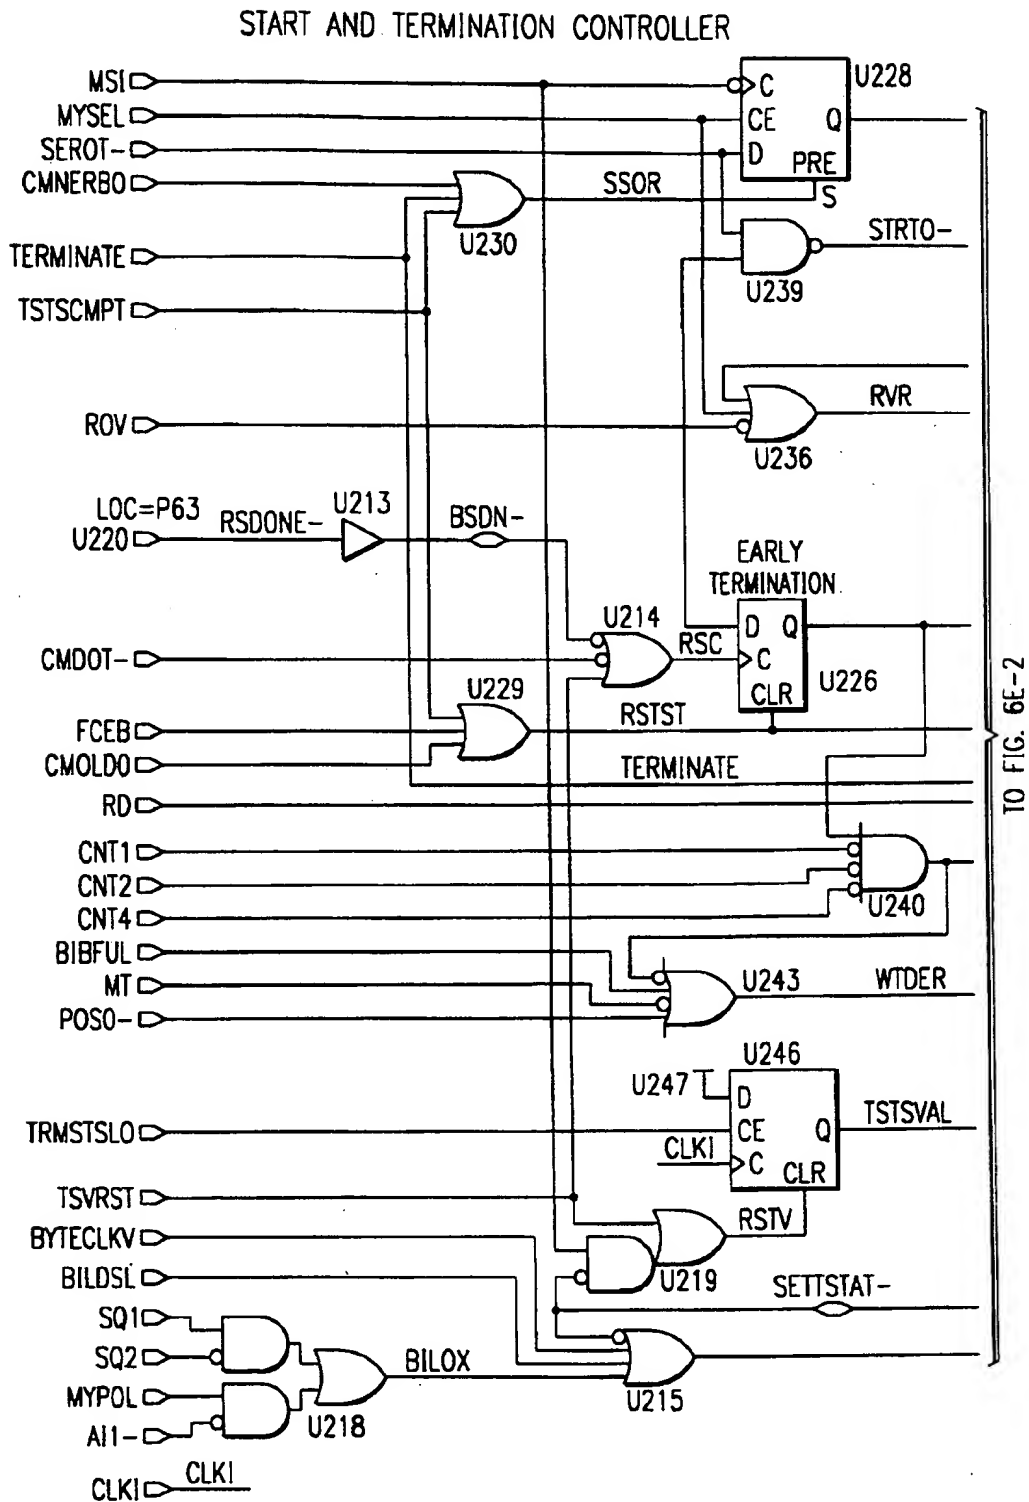 START AND TERMINATION CONTROLLER
MSI
C
U228
MYSEL
CE
Q
SEROT-
D
PRE
CMNERBO
SSOR
S
U230
STRTO-
TERMINATE
U239
TSTSCMPT
RVR
ROV
U236
LOC=P63
U213
U220
RSDONE-
BSDN-
EARLY
TERMINATION
U214
D
Q
RSC
CMDOT-
C
U229
CLR
U226
FCEB
RSTST
CMOLDO
TERMINATE
RD
CNT1
CNT2
CNT4
U240
BIBFUL
MT
U243
WTDER
POSO-
U246
U247
D
TRMSTSLO
CE
Q
TSTSVAL
CLKI
C
CLR
TSVRST
RSTV
BYTECLKV
BILDSL
U219
SETTSTAT-
SQ1
SQ2
BILOX
MYPOL
U215
AI1-
U218
CLKI
CLKI
TO FIG. 6E-2